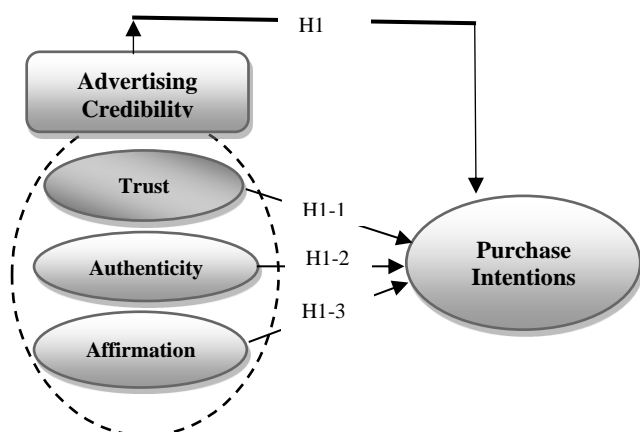 H1
Advertising
Credibility
Trust
H1-1
Authenticity
H1-2
Purchase
Intentions
H1-3
Affirmation